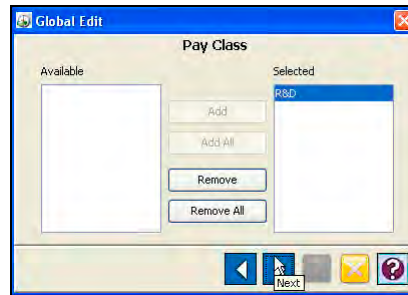 Global Edit
Pay Class
Available
Selected
R&D
Add
Add All
Remove
Remove All
Next